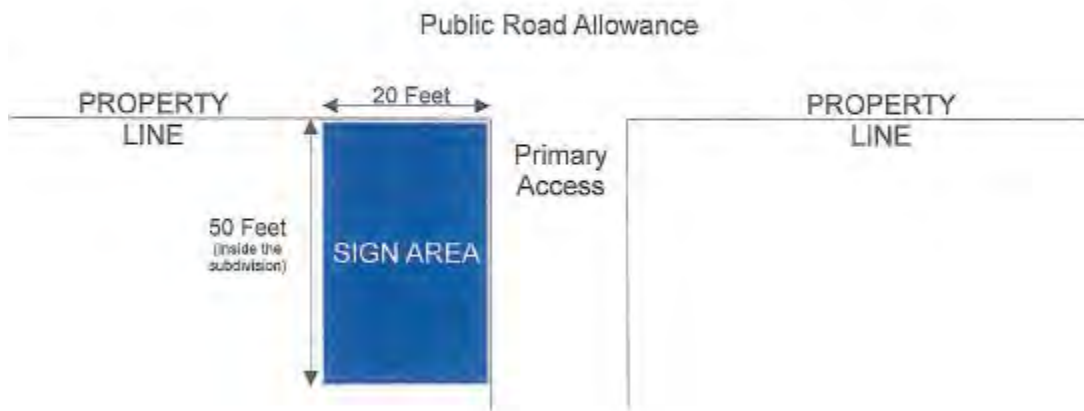 Public Road Allowance
PROPERTY
LINE
20 Feet
PROPERTY
LINE
Primary
Access
50 Feet
(inside the
subdivision)
SIGN AREA